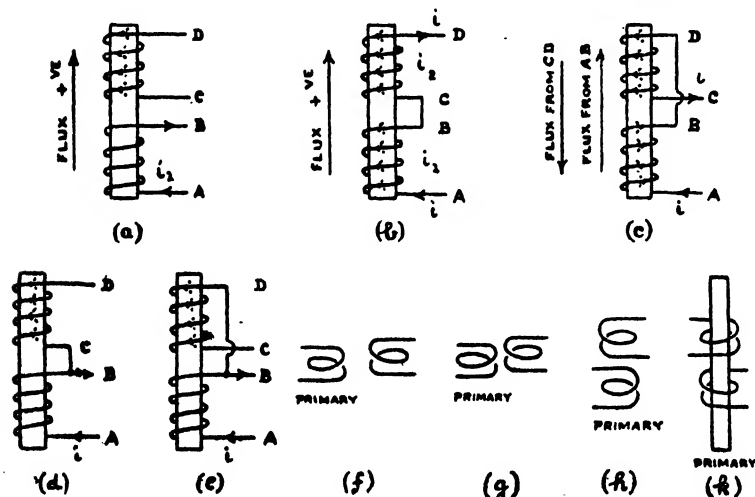 FLUX +VE
D
C
B
i₂
A
(a)
FLUX +VE
i
D
i₂
C
B
i₁
i
A
(b)
FLUX FROM CD
FLUX FROM AB
D
i
C
B
i
A
(c)
D
C
B
i
A
(d)
D
C
B
i
A
(e)
PRIMARY
(f)
PRIMARY
(g)
PRIMARY
(h)
PRIMARY
(k)